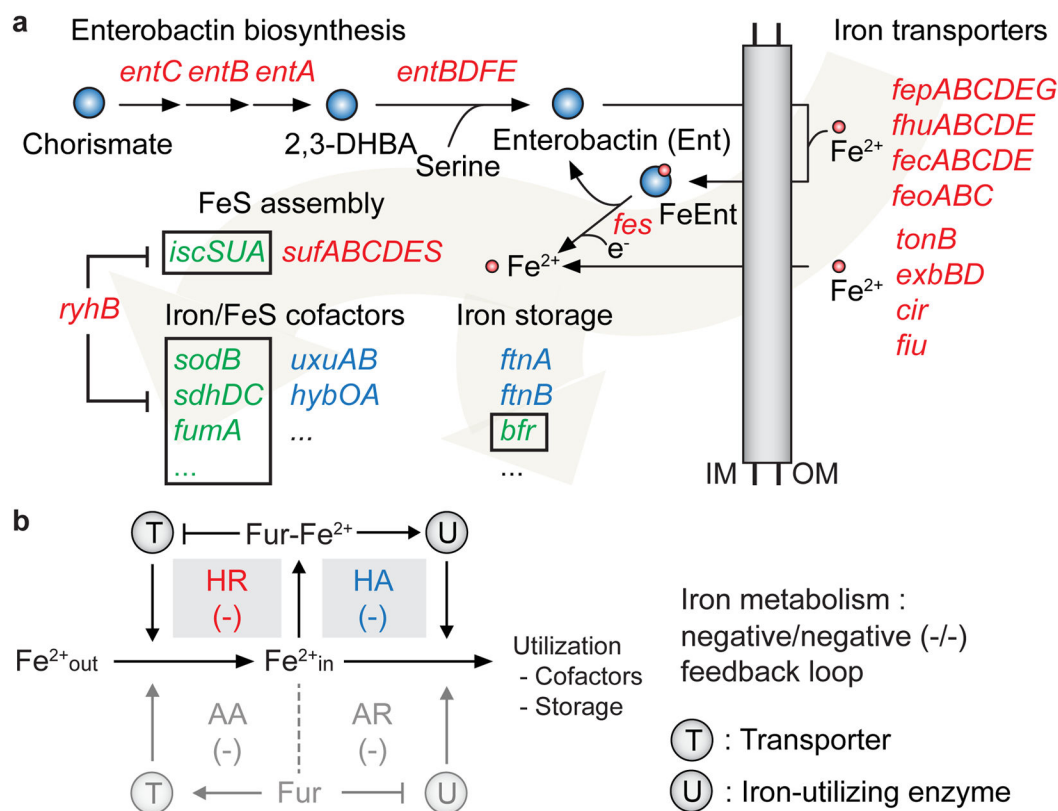 a
Enterobactin biosynthesis
Iron transporters
entC entB entA
entBDFE
Chorismate
2,3-DHBA
Serine
Enterobactin (Ent)
Fe2+
FeEnt
fes
e-
Fe2+
Fe2+
fepABCDEG
fhuABCDE
fecABCDE
feoABC
tonB
exbBD
cir
fiu
FeS assembly
iscSUA
sufABCDES
ryhB
Iron/FeS cofactors
sodB
sdhDC
fumA
...
uxuAB
hybOA
...
Iron storage
ftnA
ftnB
bfr
...
IM
OM
b
T
Fur-Fe2+
U
HR
(-)
HA
(-)
Fe2+out
Fe2+in
Utilization
- Cofactors
- Storage
AA
(-)
AR
(-)
T
Fur
U
Iron metabolism :
negative/negative (-/-)
feedback loop
T : Transporter
U : Iron-utilizing enzyme